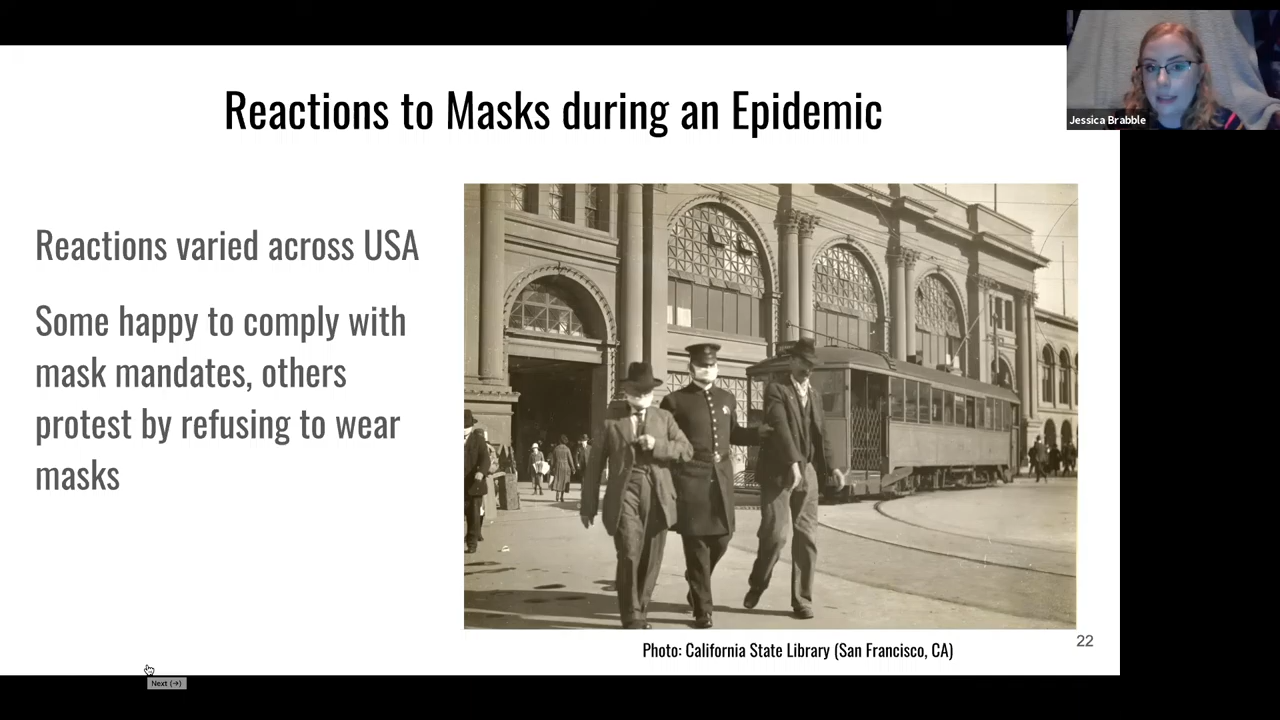 Reactions to Masks during an Epidemic
Jessica Brabble
Reactions varied across USA
Some happy to comply with
mask mandates, others
protest by refusing to wear
masks
Photo: California State Library (San Francisco, CA)
22
Next (→)